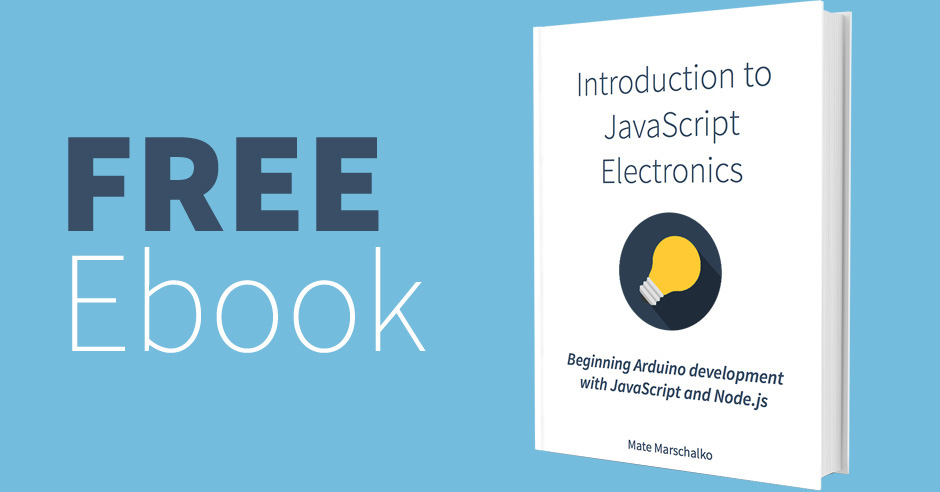 FREE
Ebook
Introduction to
JavaScript
Electronics
Beginning Arduino development
with JavaScript and Node.js
Mate Marschalko